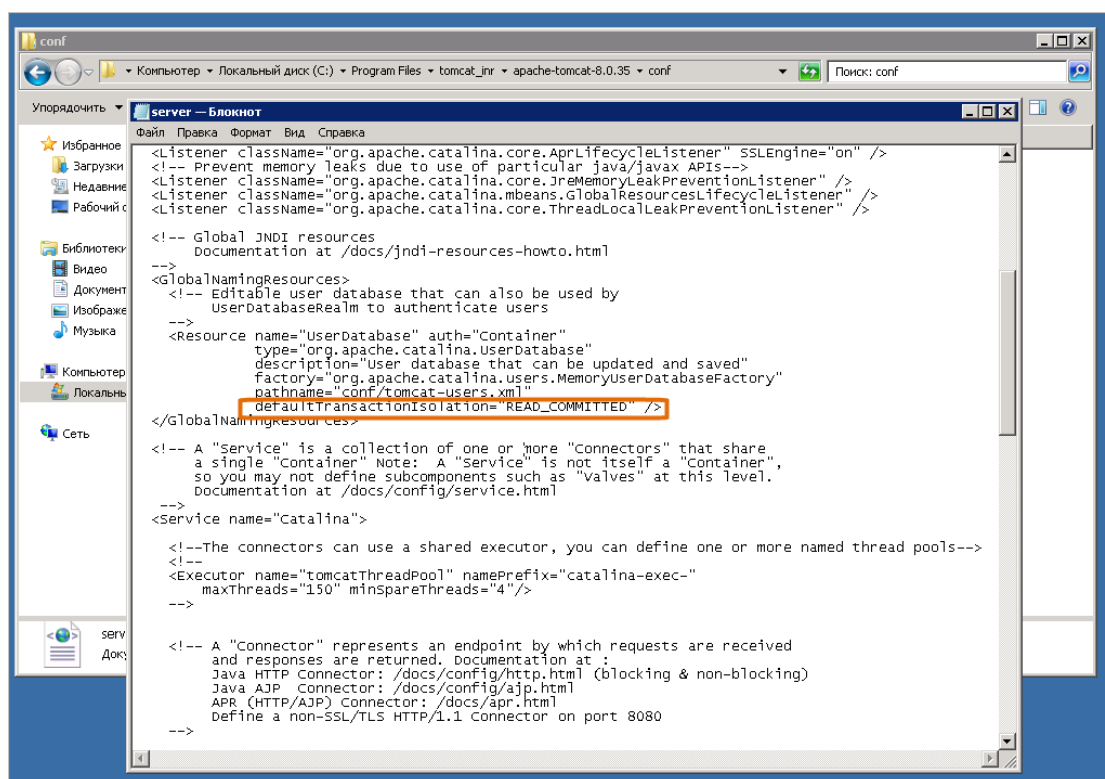 conf
Компьютер Локальный диск (C:) Program Files tomcat_inr apache-tomcat-8.0.35 conf
Поиск: conf
Упорядочить
Избранное
Загрузки
Недавние
Рабочий
Библиотеки
Видео
Документ
Изображе
Музыка
Компьютер
Локальнь
Сеть
serv
Док
server — Блокнот
Файл Правка Формат Вид Справка
<Listener className="org.apache.catalina.core.AprLifecycleListener" SSLEngine="on" />
<!-- Prevent memory leaks due to use of particular java/javax APIs-->
<Listener className="org.apache.catalina.core.JreMemoryLeakPreventionListener" />
<Listener className="org.apache.catalina.mbeans.GlobalResourcesLifecycleListener" />
<Listener className="org.apache.catalina.core.ThreadLocalLeakPreventionListener" />
<!-- Global JNDI resources
Documentation at /docs/jndi-resources-howto.html
-->
<GlobalNamingResources>
<!-- Editable user database that can also be used by
UserDatabaseRealm to authenticate users
-->
<Resource name="UserDatabase" auth="Container"
type="org.apache.catalina.UserDatabase"
description="User database that can be updated and saved"
factory="org.apache.catalina.users.MemoryUserDatabaseFactory"
pathname="conf/tomcat-users.xml"
defaultTransactionIsolation="READ_COMMITTED" />
</GlobalNamingResources>
<!-- A "Service" is a collection of one or more "Connectors" that share
a single "Container" Note:  A "Service" is not itself a "Container",
so you may not define subcomponents such as "Valves" at this level.
Documentation at /docs/config/service.html
-->
<Service name="Catalina">
<!--The connectors can use a shared executor, you can define one or more named thread pools-->
<!--
<Executor name="tomcatThreadPool" namePrefix="catalina-exec-"
maxThreads="150" minSpareThreads="4"/>
-->
<!-- A "Connector" represents an endpoint by which requests are received
and responses are returned. Documentation at :
Java HTTP Connector: /docs/config/http.html (blocking & non-blocking)
Java AJP  Connector: /docs/config/ajp.html
APR (HTTP/AJP) Connector: /docs/apr.html
Define a non-SSL/TLS HTTP/1.1 Connector on port 8080
-->